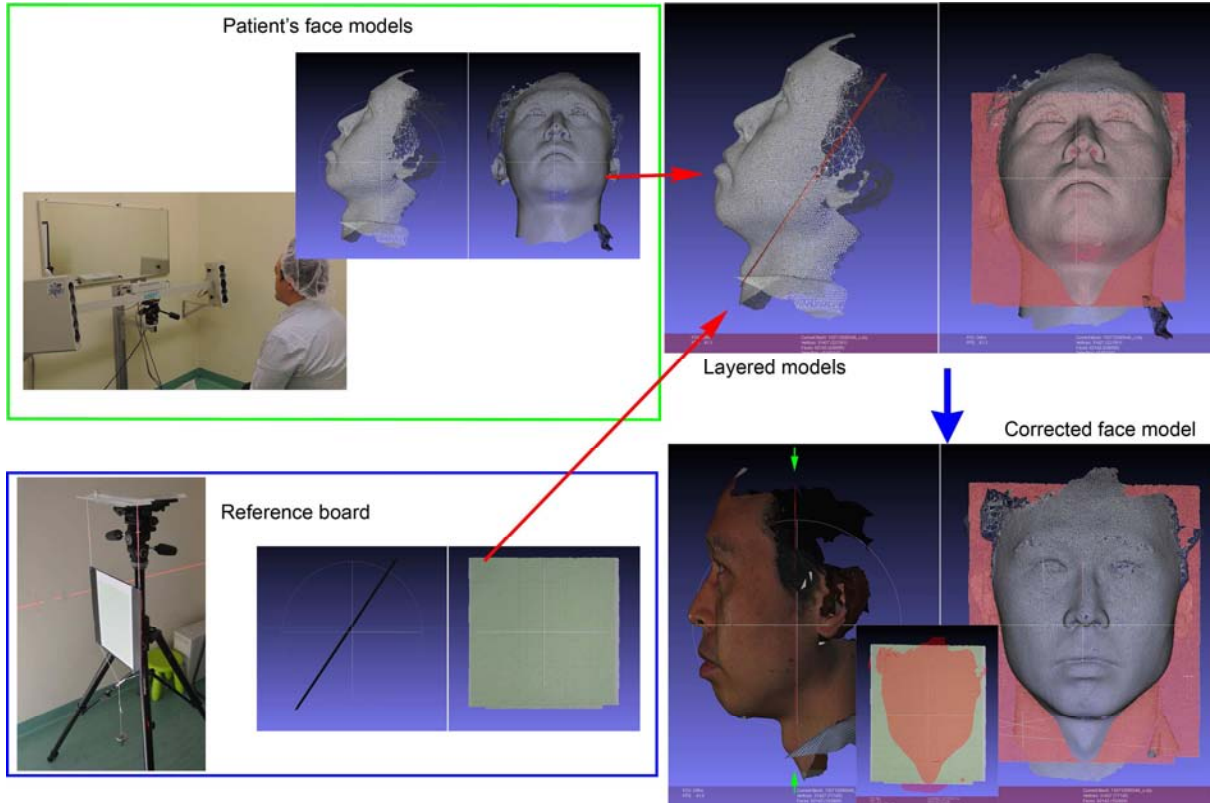 Patient's face models
Layered models
Corrected face model
Reference board